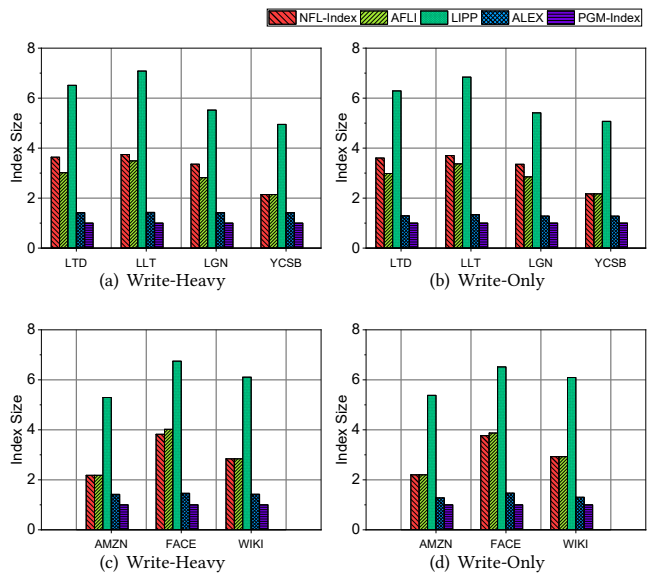 NFL-Index AFLI LIPP ALEX PGM-Index
8
6
4
2
0
Index Size
LTD LLT LGN YCSB
(a) Write-Heavy
8
6
4
2
0
Index Size
LTD LLT LGN YCSB
(b) Write-Only
8
6
4
2
0
Index Size
AMZN FACE WIKI
(c) Write-Heavy
8
6
4
2
0
Index Size
AMZN FACE WIKI
(d) Write-Only